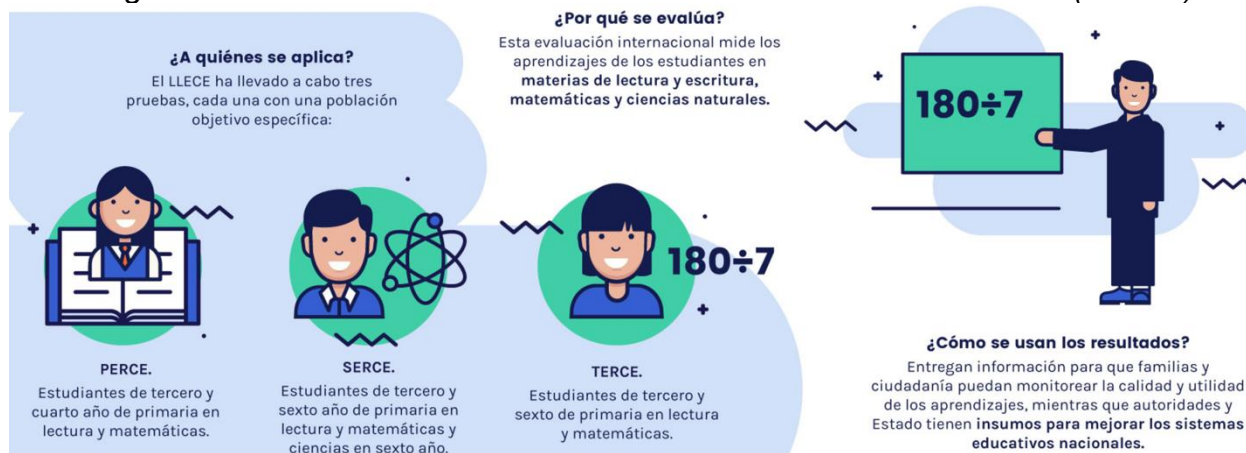 ¿A quiénes se aplica?
El LLECE ha llevado a cabo tres
pruebas, cada una con una población
objetivo específica:
¿Por qué se evalúa?
Esta evaluación internacional mide los
aprendizajes de los estudiantes en
materias de lectura y escritura,
matemáticas y ciencias naturales.
180÷7
180÷7
PERCE.
Estudiantes de tercero y
cuarto año de primaria en
lectura y matemáticas.
SERCE.
Estudiantes de tercero y
sexto año de primaria en
lectura y matemáticas y
ciencias en sexto año.
TERCE.
Estudiantes de tercero y
sexto de primaria en lectura
y matemáticas.
¿Cómo se usan los resultados?
Entregan información para que familias y
ciudadanía puedan monitorear la calidad y utilidad
de los aprendizajes, mientras que autoridades y
Estado tienen insumos para mejorar los sistemas
educativos nacionales.